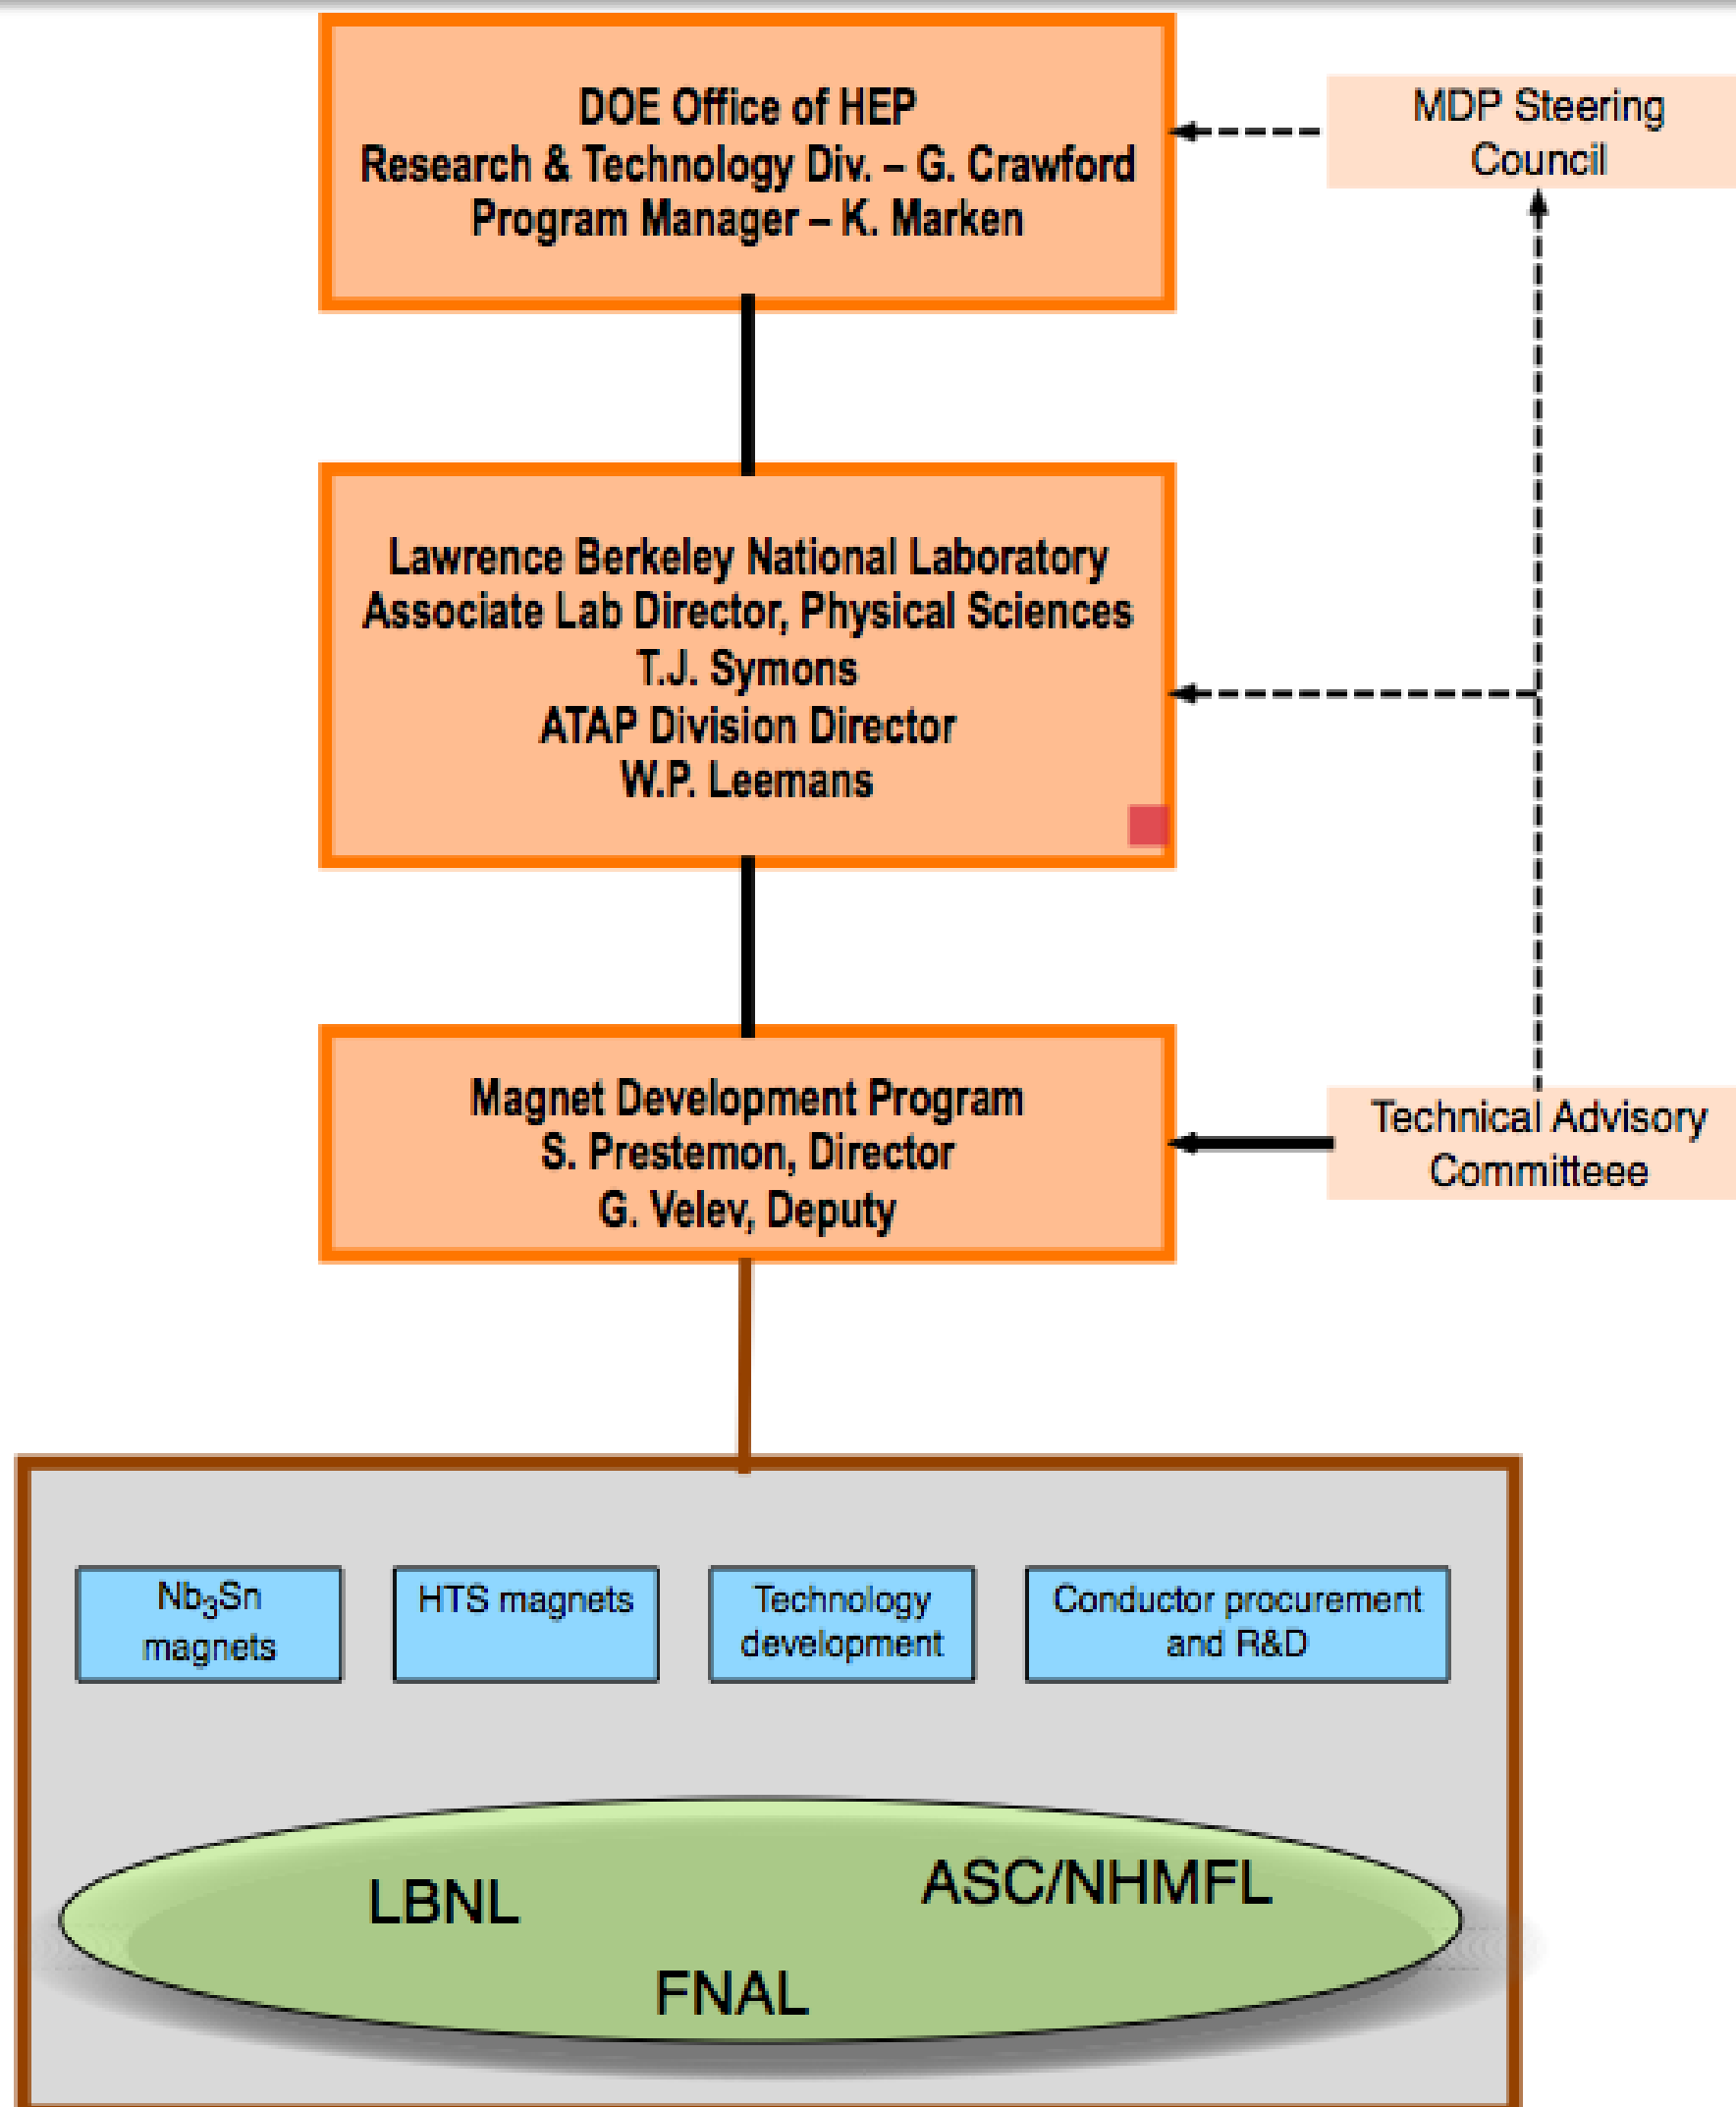 DOE Office of HEP
Research & Technology Div. – G. Crawford
Program Manager – K. Marken
MDP Steering
Council
Lawrence Berkeley National Laboratory
Associate Lab Director, Physical Sciences
T.J. Symons
ATAP Division Director
W.P. Leemans
Magnet Development Program
S. Prestemon, Director
G. Velev, Deputy
Technical Advisory
Committeee
Nb₃Sn
magnets
HTS magnets
Technology
development
Conductor procurement
and R&D
LBNL
ASC/NHMFL
FNAL